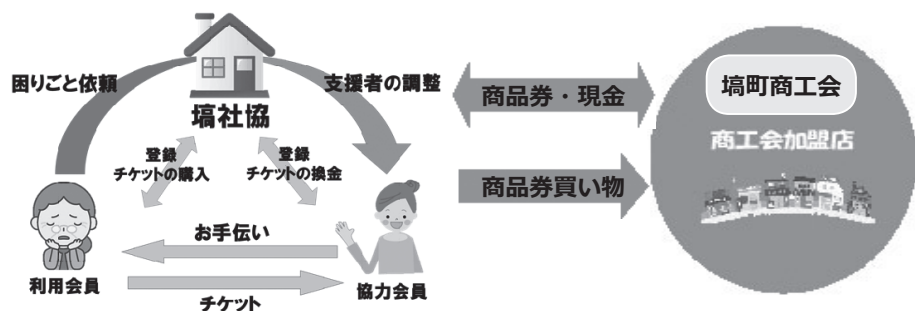 困りごと依頼
支援者の調整
塙社協
登録
チケットの購入
登録
チケットの換金
お手伝い
チケット
利用会員
協力会員
商品券・現金
商品券買い物
塙町商工会
商工会加盟店